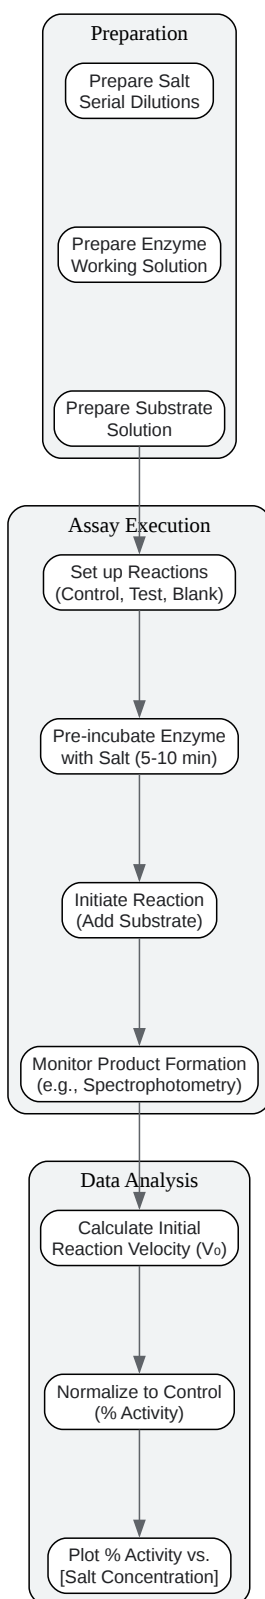 Preparation
Prepare Salt
Serial Dilutions
Prepare Enzyme
Working Solution
Prepare Substrate
Solution
Assay Execution
Set up Reactions
(Control, Test, Blank)
Pre-incubate Enzyme
with Salt (5-10 min)
Initiate Reaction
(Add Substrate)
Monitor Product Formation
(e.g., Spectrophotometry)
Data Analysis
Calculate Initial
Reaction Velocity (V₀)
Normalize to Control
(% Activity)
Plot % Activity vs.
[Salt Concentration]